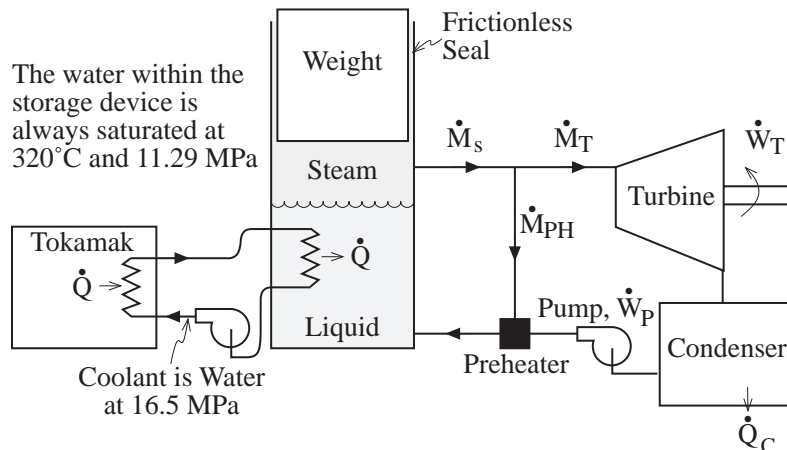 Frictionless
Seal
Weight
The water within the
storage device is
always saturated at
320˚C and 11.29 MPa
Ṁs
ṀT
ẆT
Steam
Turbine
Tokamak
ṀPH
Q̇
Q̇
Pump, ẆP
Liquid
Condenser
Preheater
Coolant is Water
at 16.5 MPa
Q̇C